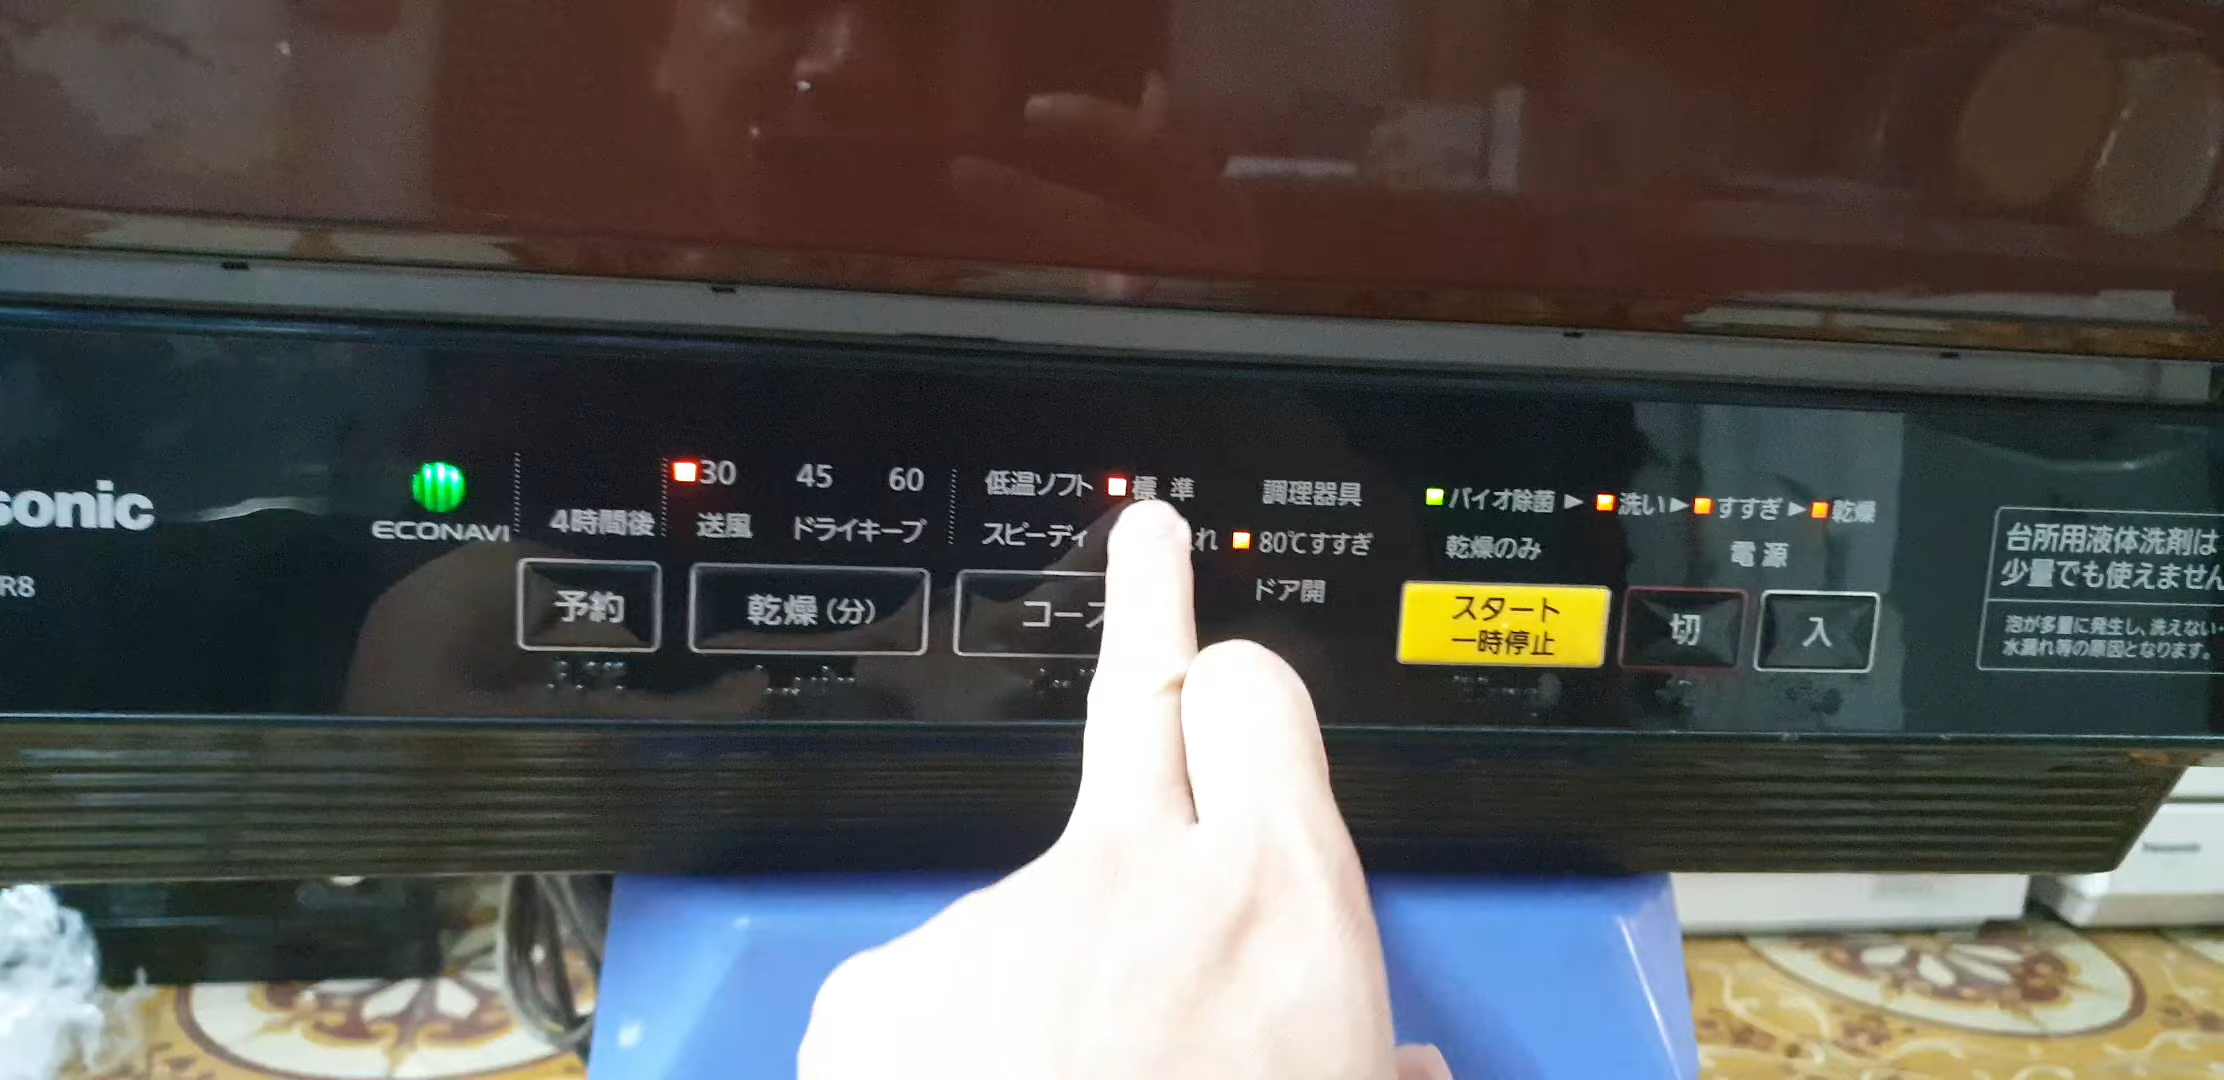 sonic
R8
ECONAVI
4時間後
予約
30 45 60
送風 ドライキープ
乾燥(分)
低温ソフト 標準 調理器具
スピーディ れ 80℃すすぎ
ドア開
コース
バイオ除菌 ▶ 洗い ▶ すすぎ ▶ 乾燥
乾燥のみ
電源
スタート
一時停止
切
入
台所用液体洗剤は
少量でも使えません
泡が多量に発生し、洗えない・
水漏れ等の原因となります。